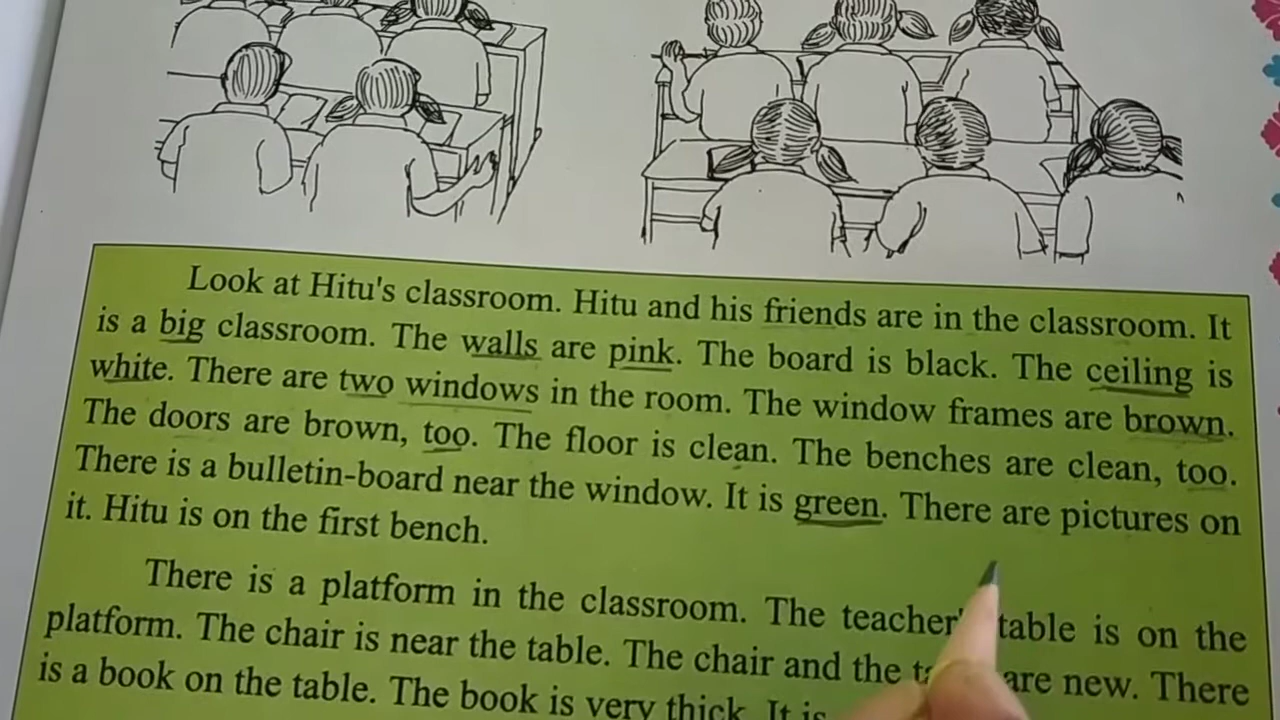 Look at Hitu's classroom. Hitu and his friends are in the classroom. It
is a big classroom. The walls are pink. The board is black. The ceiling is
white. There are two windows in the room. The window frames are brown.
The doors are brown, too. The floor is clean. The benches are clean, too.
There is a bulletin-board near the window. It is green. There are pictures on
it. Hitu is on the first bench.
There is a platform in the classroom. The teacher' table is on the
platform. The chair is near the table. The chair and the are new. There
is a book on the table. The book is very thick. It is